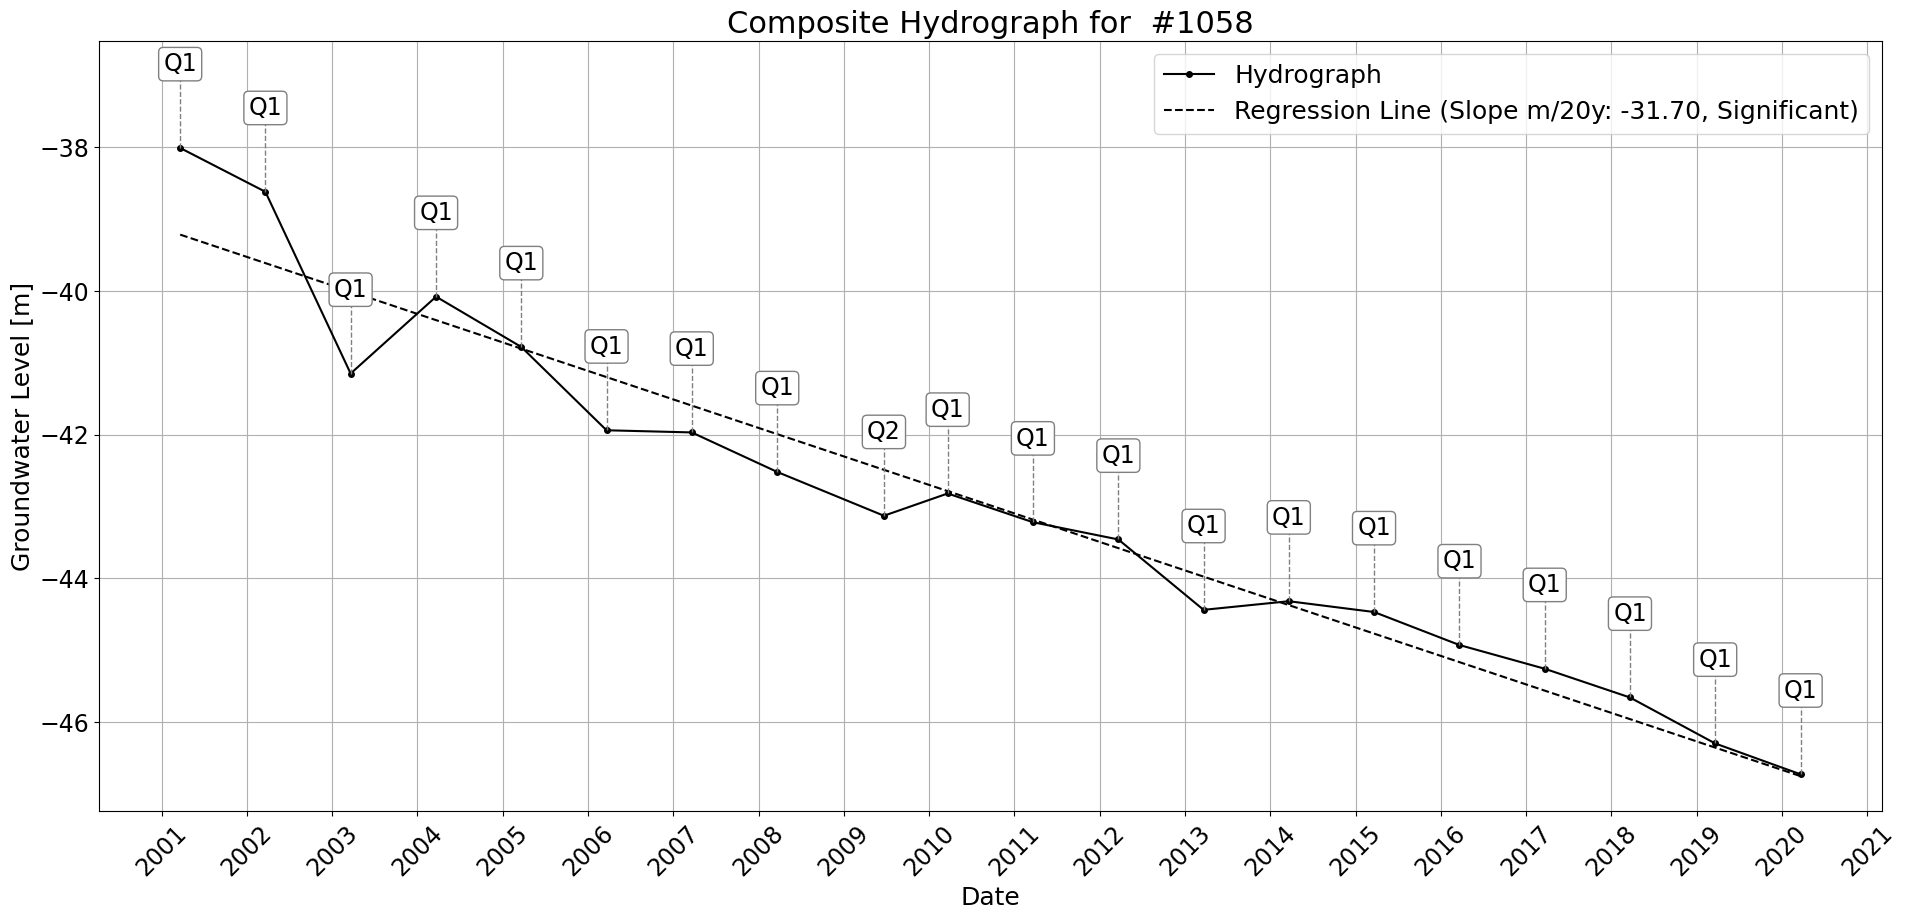 Composite Hydrograph for  #1058
Hydrograph
Regression Line (Slope m/20y: -31.70, Significant)
Groundwater Level [m]
−38
−40
−42
−44
−46
Q1
Q1
Q1
Q1
Q1
Q1
Q1
Q1
Q2
Q1
Q1
Q1
Q1
Q1
Q1
Q1
Q1
Q1
Q1
Q1
2001
2002
2003
2004
2005
2006
2007
2008
2009
2010
2011
2012
2013
2014
2015
2016
2017
2018
2019
2020
2021
Date